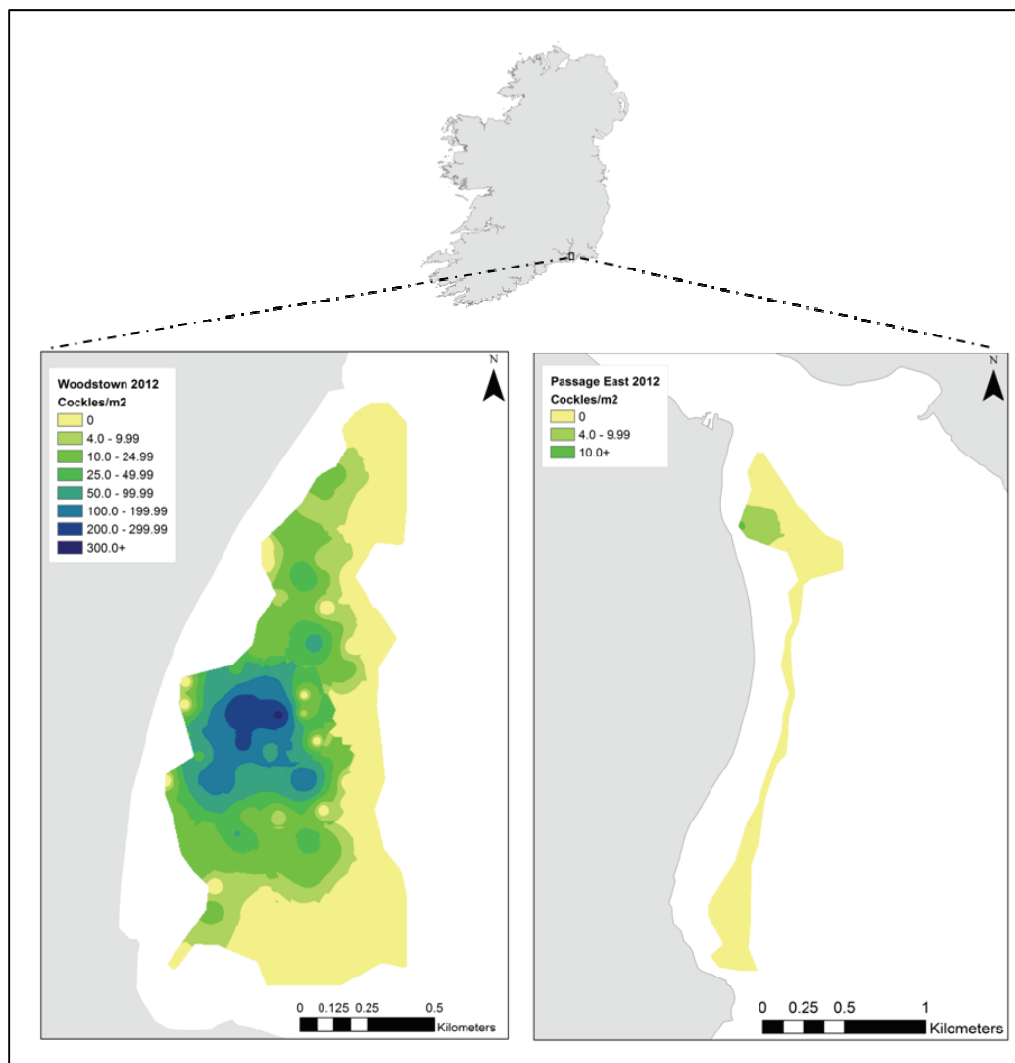 Woodstown 2012
Cockles/m2
0
4.0 - 9.99
10.0 - 24.99
25.0 - 49.99
50.0 - 99.99
100.0 - 199.99
200.0 - 299.99
300.0+
N
0 0.125 0.25 0.5
Kilometers
Passage East 2012
Cockles/m2
0
4.0 - 9.99
10.0+
N
0 0.25 0.5 1
Kilometers